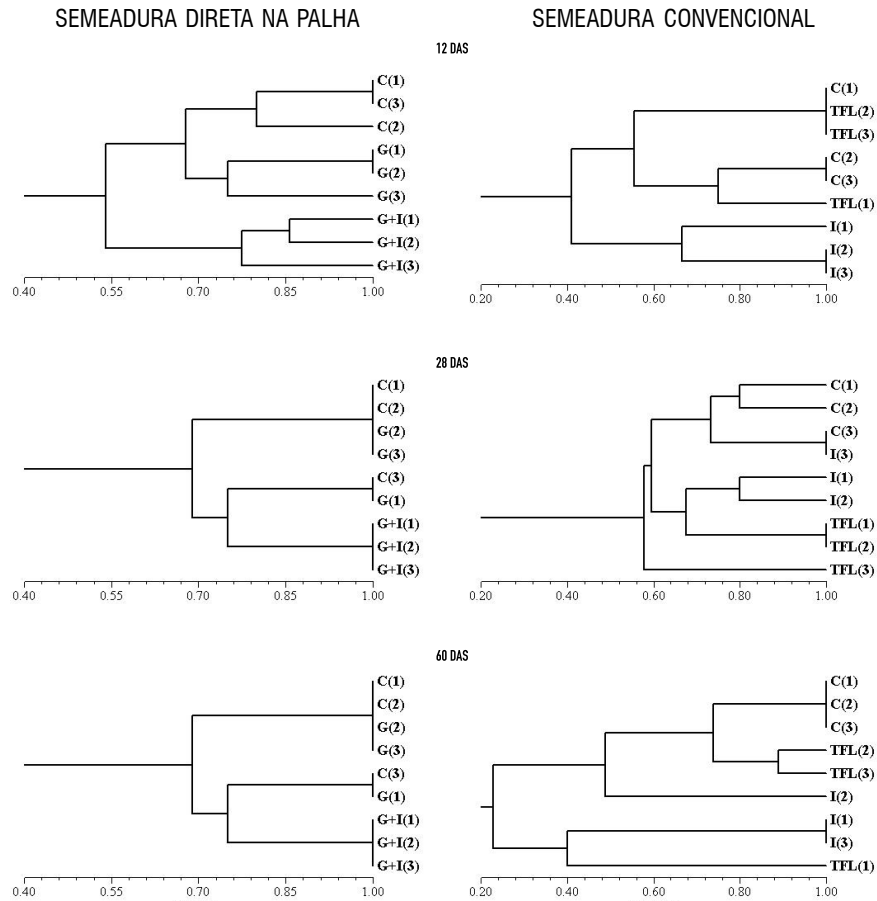 SEMEADURA DIRETA NA PALHA
SEMEADURA CONVENCIONAL
12 DAS
C(1)
C(3)
C(2)
G(1)
G(2)
G(3)
G+I(1)
G+I(2)
G+I(3)
0.40 0.55 0.70 0.85 1.00
C(1)
TFL(2)
TFL(3)
C(2)
C(3)
TFL(1)
I(1)
I(2)
I(3)
0.20 0.40 0.60 0.80 1.00
28 DAS
C(1)
C(2)
G(2)
G(3)
C(3)
G(1)
G+I(1)
G+I(2)
G+I(3)
0.40 0.55 0.70 0.85 1.00
C(1)
C(2)
C(3)
I(3)
I(1)
I(2)
TFL(1)
TFL(2)
TFL(3)
0.20 0.40 0.60 0.80 1.00
60 DAS
C(1)
C(2)
G(2)
G(3)
C(3)
G(1)
G+I(1)
G+I(2)
G+I(3)
0.40 0.55 0.70 0.85 1.00
C(1)
C(2)
C(3)
TFL(2)
TFL(3)
I(2)
I(1)
I(3)
TFL(1)
0.20 0.40 0.60 0.80 1.00